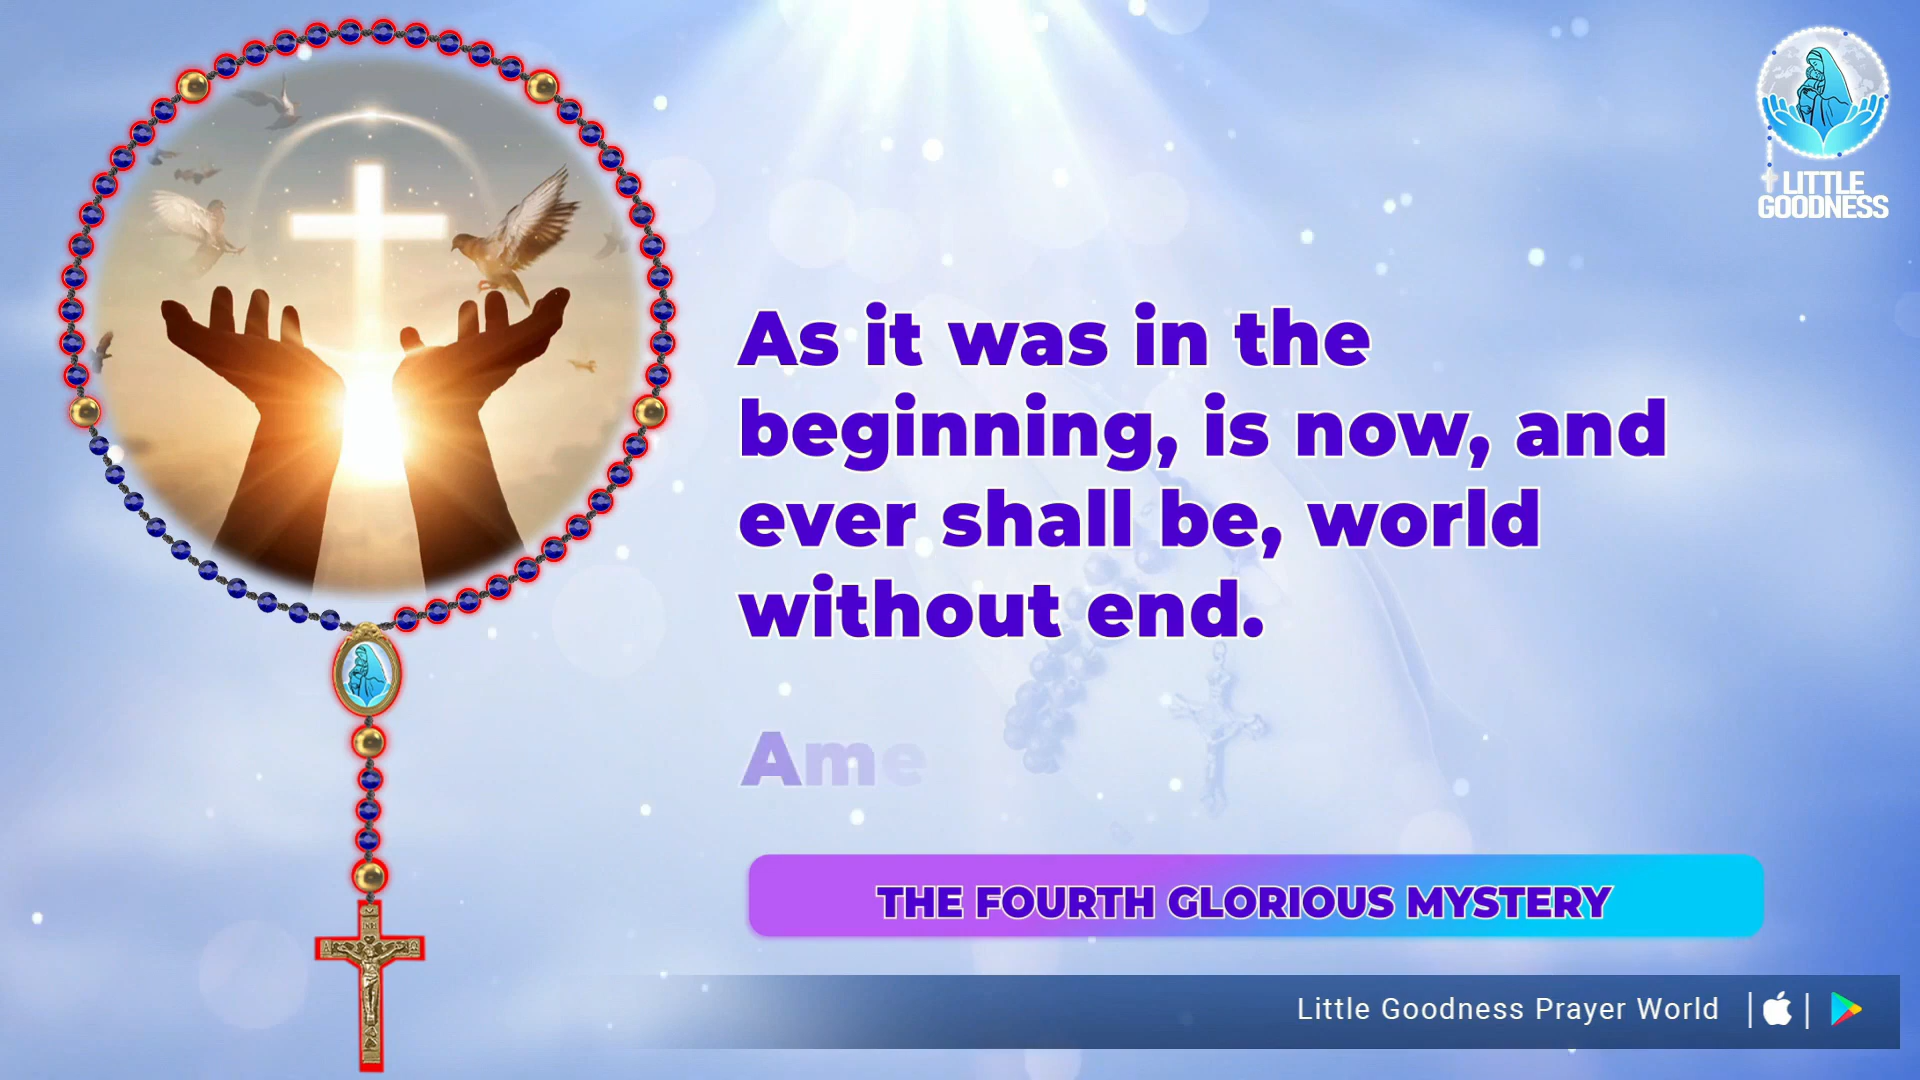 LITTLE
GOODNESS
As it was in the
beginning, is now, and
ever shall be, world
without end.
Ame
THE FOURTH GLORIOUS MYSTERY
Little Goodness Prayer World